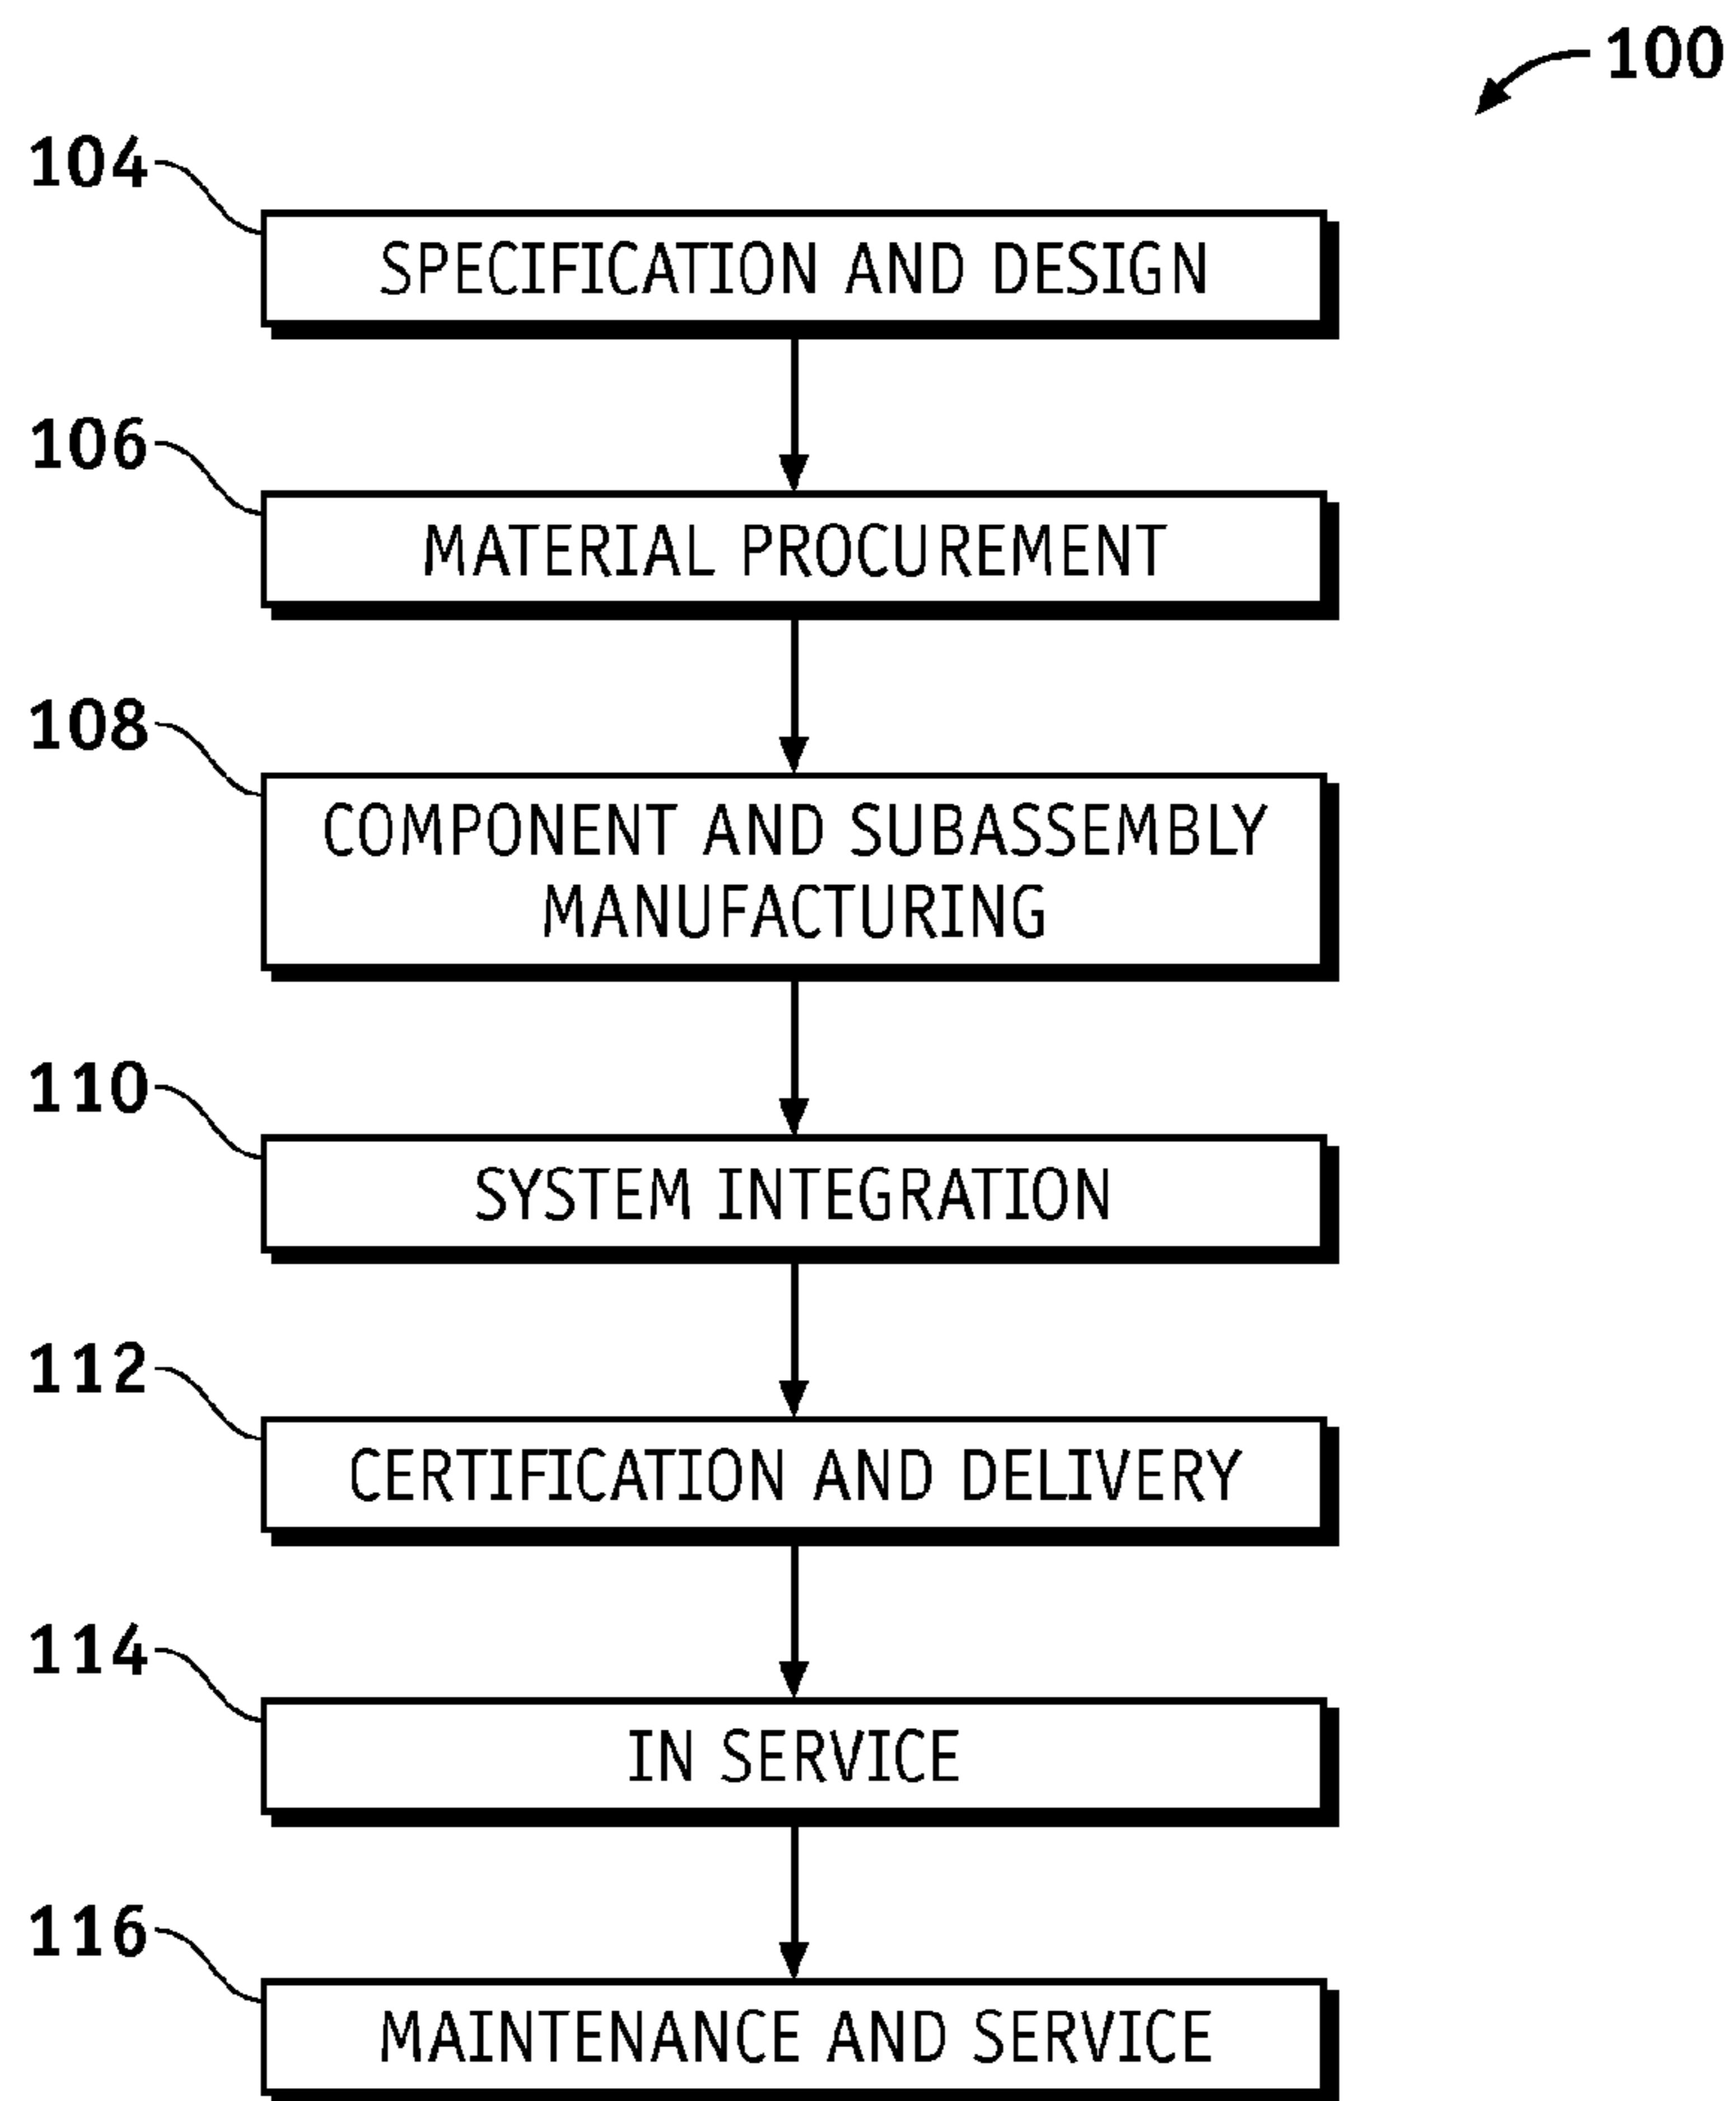 100
104
SPECIFICATION AND DESIGN
106
MATERIAL PROCUREMENT
108
COMPONENT AND SUBASSEMBLY
MANUFACTURING
110
SYSTEM INTEGRATION
112
CERTIFICATION AND DELIVERY
114
IN SERVICE
116
MAINTENANCE AND SERVICE